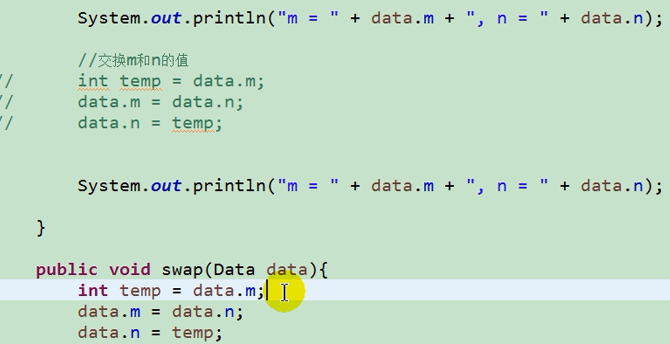 System.out.println("m = " + data.m + ", n = " + data.n);
//交换m和n的值
// int temp = data.m;
// data.m = data.n;
// data.n = temp;
System.out.println("m = " + data.m + ", n = " + data.n);
}
public void swap(Data data){
int temp = data.m;
data.m = data.n;
data.n = temp;